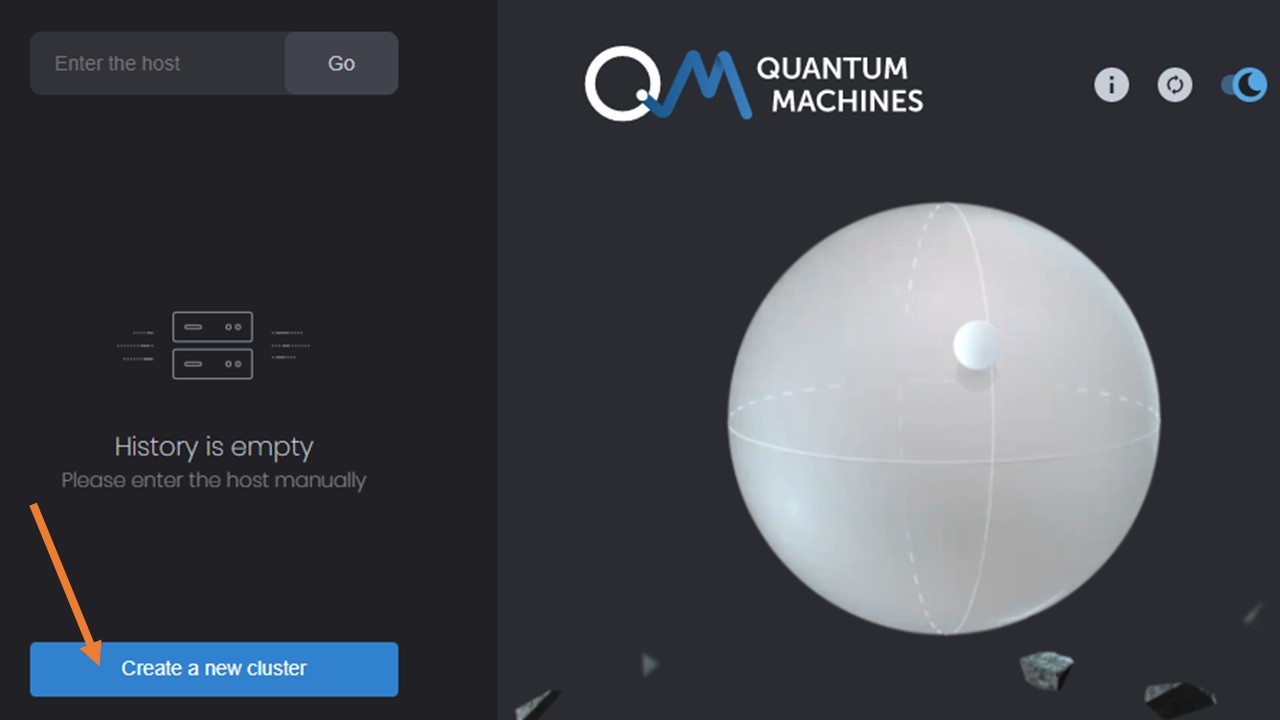 Enter the host
Go
History is empty
Please enter the host manually
Create a new cluster
QM
QUANTUM
MACHINES
i